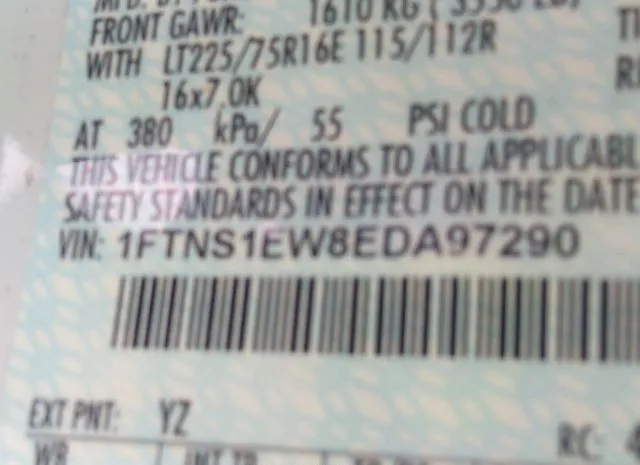 FRONT GAWR: 1610 KG
WITH LT225/75R16E 115/112R
16x7.0K
AT 380 kPa/ 55 PSI COLD
THIS VEHICLE CONFORMS TO ALL APPLICABL
SAFETY STANDARDS IN EFFECT ON THE DATE
VIN: 1FTNS1EW8EDA97290
EXT PNT: YZ
RC: